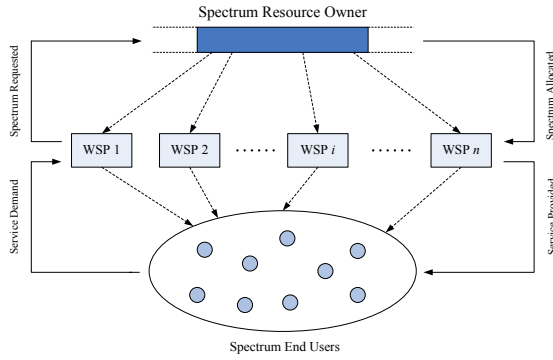 Spectrum Resource Owner
Spectrum Requested
Spectrum Allocated
WSP 1
WSP 2
......
WSP i
......
WSP n
Service Demand
Service Provided
Spectrum End Users